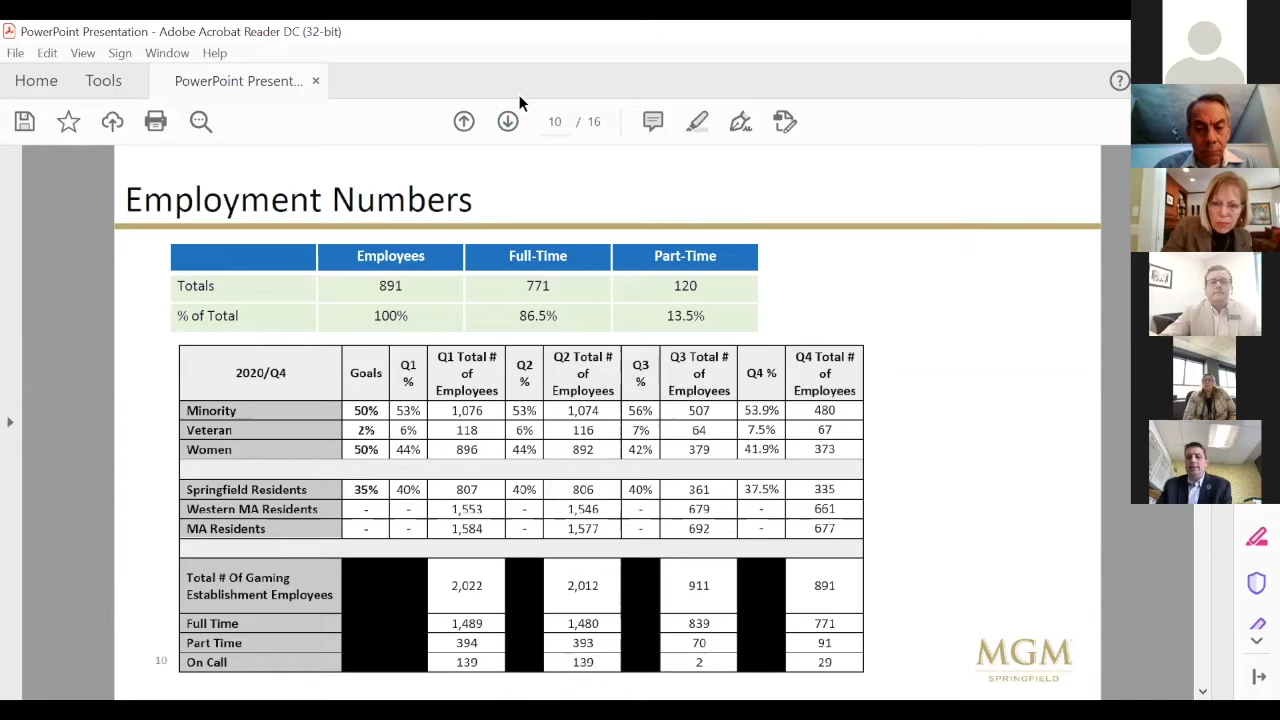 PowerPoint Presentation - Adobe Acrobat Reader DC (32-bit)
File Edit View Sign Window Help
Home Tools PowerPoint Present... ×
10 / 16
Employment Numbers
Employees Full-Time Part-Time
Totals 891 771 120
% of Total 100% 86.5% 13.5%
2020/Q4 Goals Q1 % Q1 Total # of Employees Q2 % Q2 Total # of Employees Q3 % Q3 Total # of Employees Q4 % Q4 Total # of Employees
Minority 50% 53% 1,076 53% 1,074 56% 507 53.9% 480
Veteran 2% 6% 118 6% 116 7% 64 7.5% 67
Women 50% 44% 896 44% 892 42% 379 41.9% 373
Springfield Residents 35% 40% 807 40% 806 40% 361 37.5% 335
Western MA Residents - - 1,553 - 1,546 - 679 - 661
MA Residents - - 1,584 - 1,577 - 692 - 677
Total # Of Gaming Establishment Employees 2,022 2,012 911 891
Full Time 1,489 1,480 839 771
Part Time 394 393 70 91
On Call 139 139 2 29
10
MGM
SPRINGFIELD